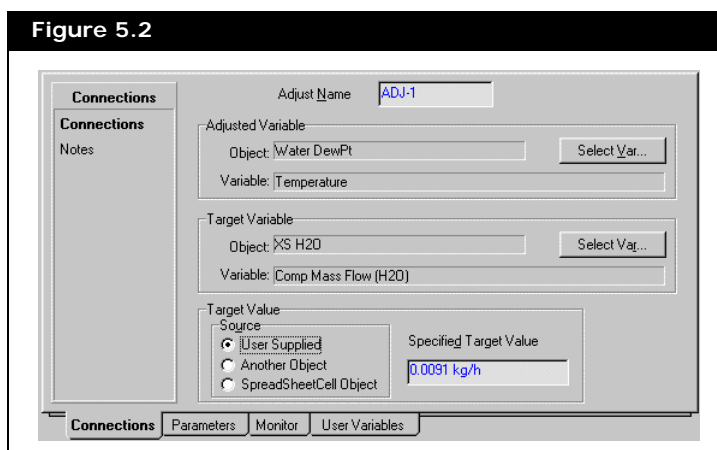 Figure 5.2
Connections
Connections
Notes
Adjust Name ADJ-1
Adjusted Variable
Object: Water DewPt Select Var...
Variable: Temperature
Target Variable
Object: XS H2O Select Var...
Variable: Comp Mass Flow (H2O)
Target Value
Source
User Supplied
Another Object
SpreadSheetCell Object
Specified Target Value
0.0091 kg/h
Connections Parameters Monitor User Variables